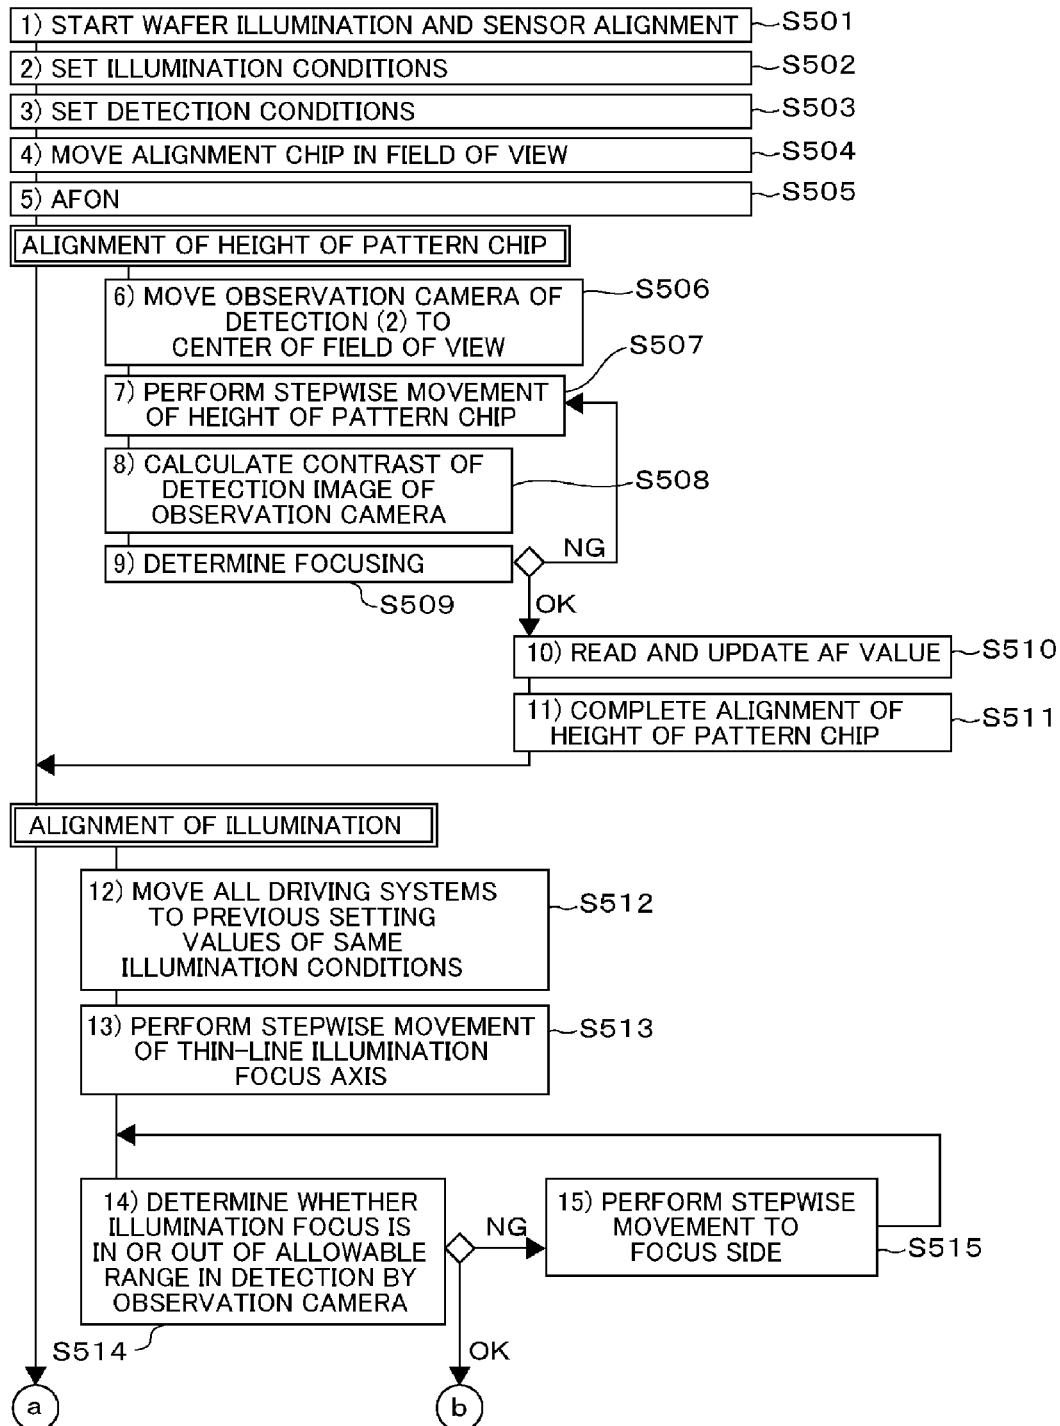 1) START WAFER ILLUMINATION AND SENSOR ALIGNMENT
S501
2) SET ILLUMINATION CONDITIONS
S502
3) SET DETECTION CONDITIONS
S503
4) MOVE ALIGNMENT CHIP IN FIELD OF VIEW
S504
5) AFON
S505
ALIGNMENT OF HEIGHT OF PATTERN CHIP
6) MOVE OBSERVATION CAMERA OF
DETECTION (2) TO
CENTER OF FIELD OF VIEW
S506
7) PERFORM STEPWISE MOVEMENT
OF HEIGHT OF PATTERN CHIP
S507
8) CALCULATE CONTRAST OF
DETECTION IMAGE OF
OBSERVATION CAMERA
S508
9) DETERMINE FOCUSING
S509
NG
OK
10) READ AND UPDATE AF VALUE
S510
11) COMPLETE ALIGNMENT OF
HEIGHT OF PATTERN CHIP
S511
ALIGNMENT OF ILLUMINATION
12) MOVE ALL DRIVING SYSTEMS
TO PREVIOUS SETTING
VALUES OF SAME
ILLUMINATION CONDITIONS
S512
13) PERFORM STEPWISE MOVEMENT
OF THIN-LINE ILLUMINATION
FOCUS AXIS
S513
14) DETERMINE WHETHER
ILLUMINATION FOCUS IS
IN OR OUT OF ALLOWABLE
RANGE IN DETECTION BY
OBSERVATION CAMERA
S514
NG
15) PERFORM STEPWISE
MOVEMENT TO
FOCUS SIDE
S515
OK
a
b